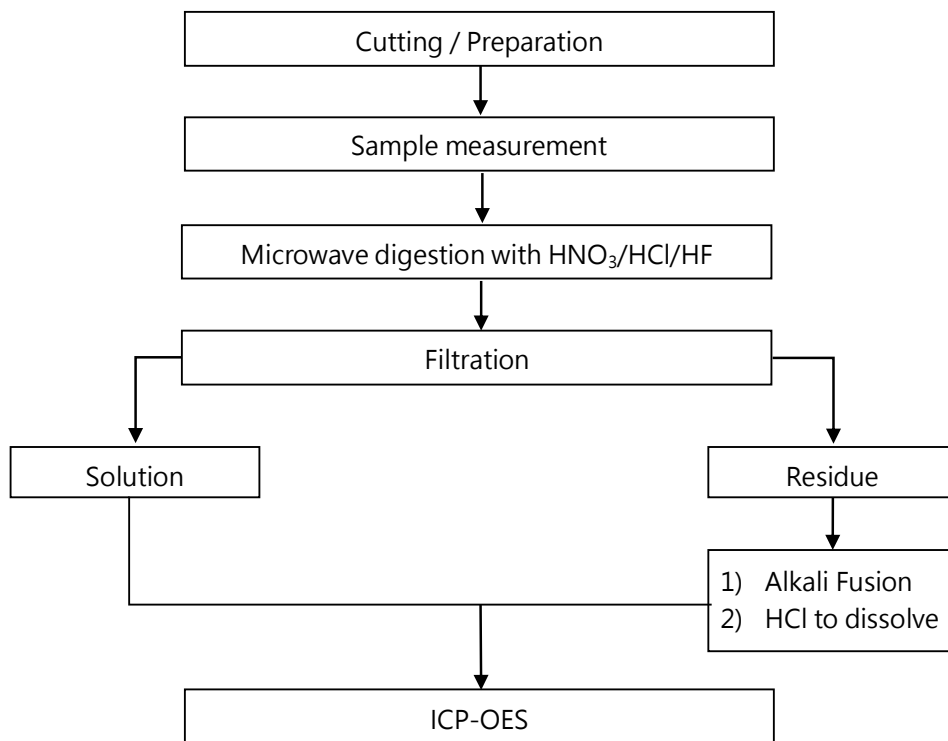 Cutting / Preparation
Sample measurement
Microwave digestion with HNO₃/HCl/HF
Filtration
Solution
Residue
1) Alkali Fusion
2) HCl to dissolve
ICP-OES